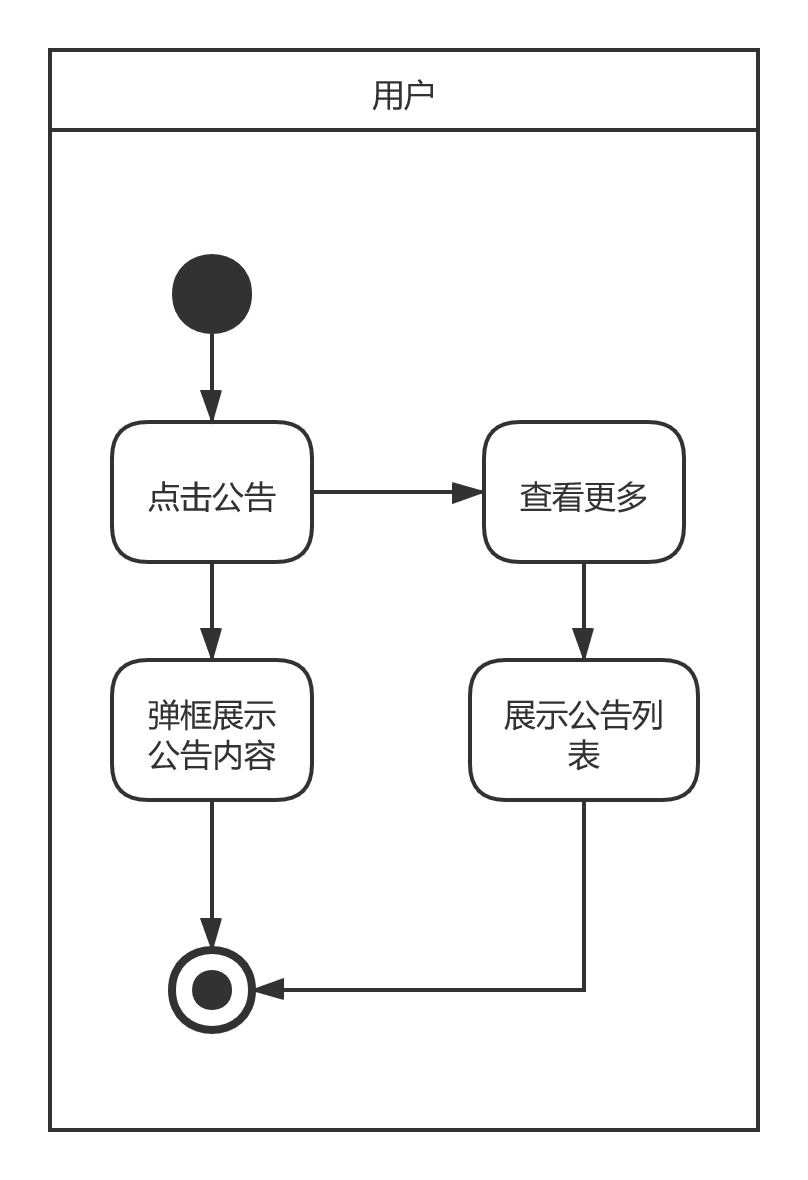 用户
点击公告
查看更多
弹框展示
公告内容
展示公告列
表